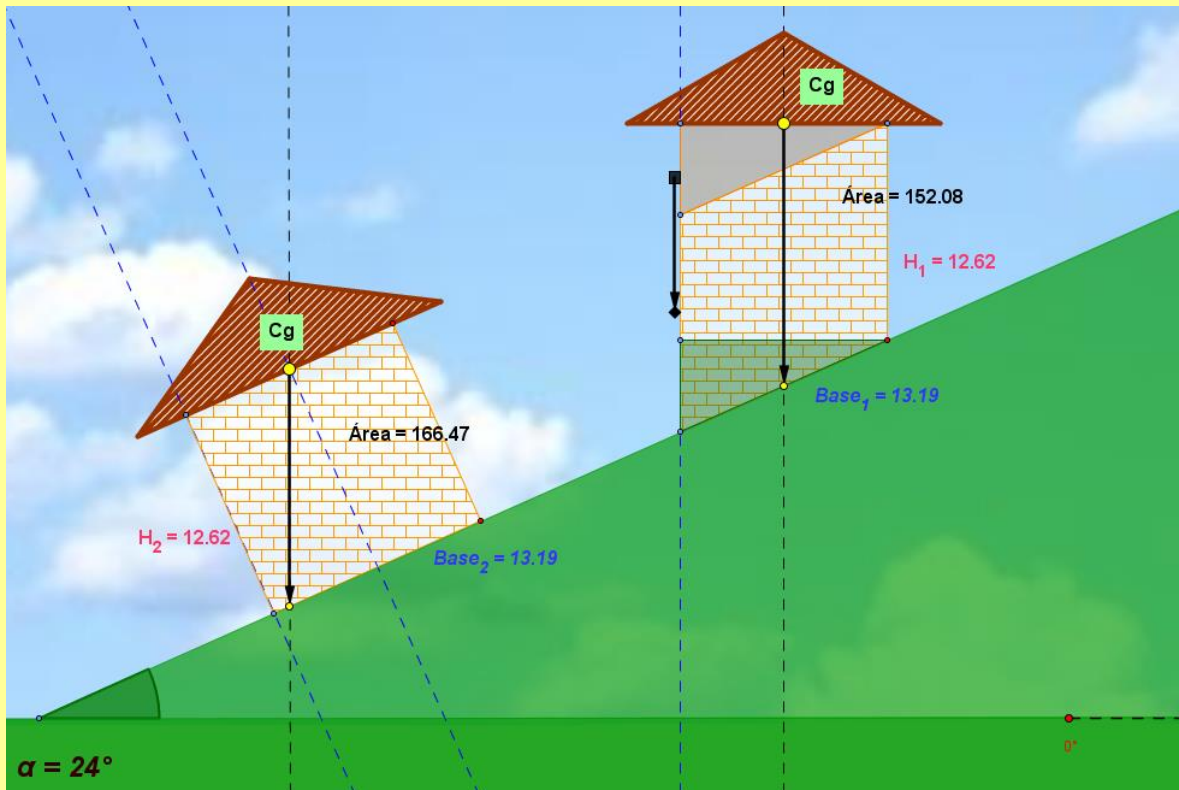 Cg
Área = 152.08
H1 = 12.62
Base1 = 13.19
Cg
Área = 166.47
H2 = 12.62
Base2 = 13.19
0°
α = 24°